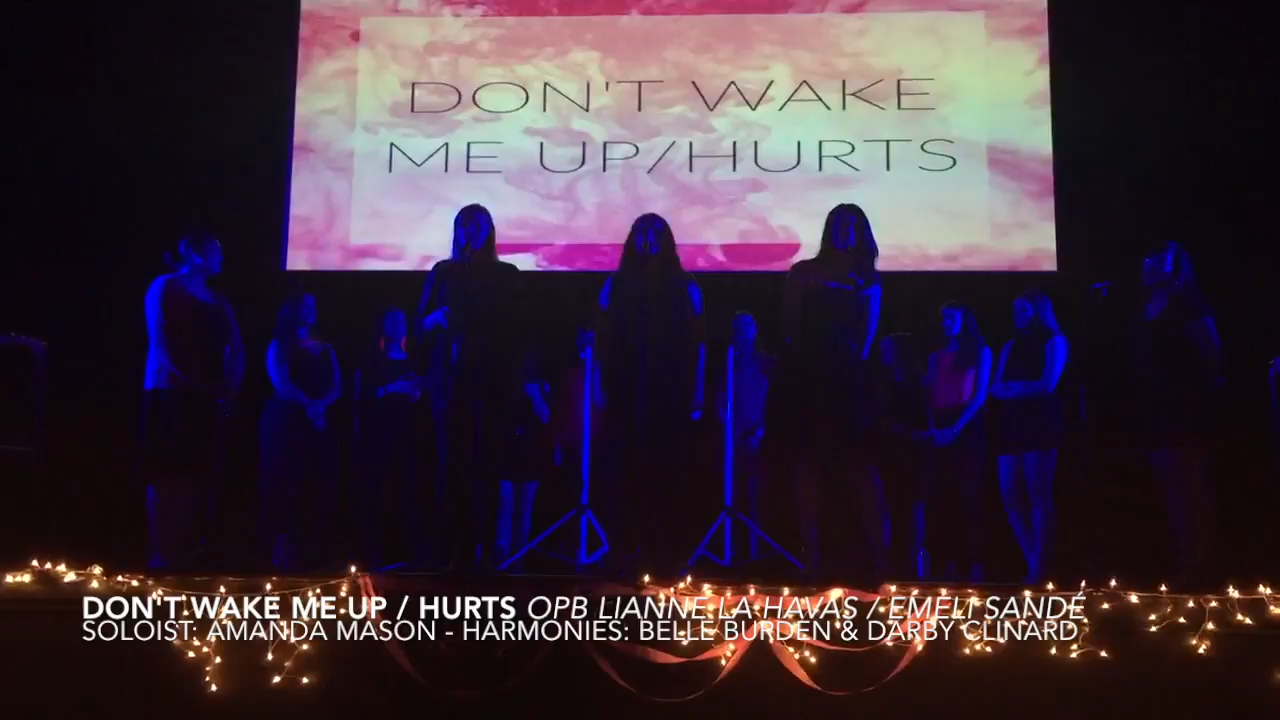 DON'T WAKE
ME UP/HURTS
DON'T WAKE ME UP / HURTS OPB LIANNE LA HAVAS / EMELI SANDÉ
SOLOIST: AMANDA MASON - HARMONIES: BELLE BURDEN & DARBY CLINARD